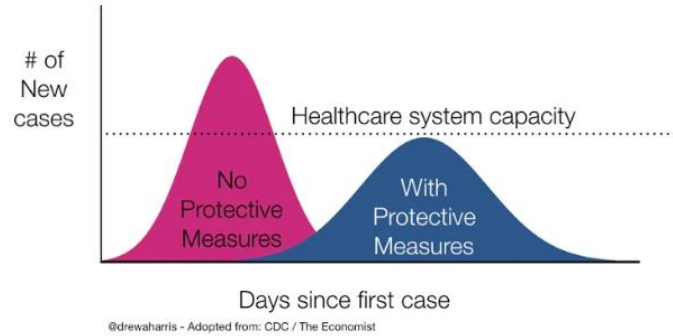 # of
New
cases
Healthcare system capacity
No
Protective
Measures
With
Protective
Measures
Days since first case
@drewaharris - Adopted from: CDC / The Economist